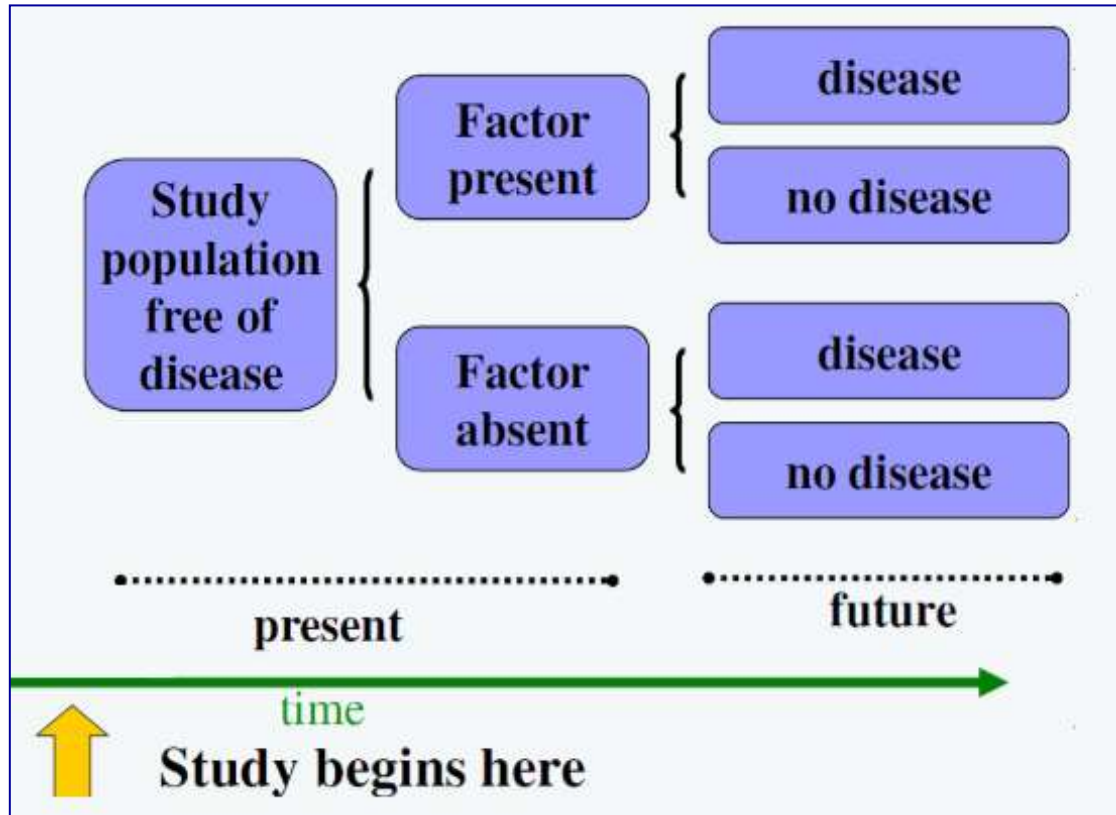 Study
population
free of
disease
Factor
present
Factor
absent
disease
no disease
disease
no disease
present
future
time
Study begins here